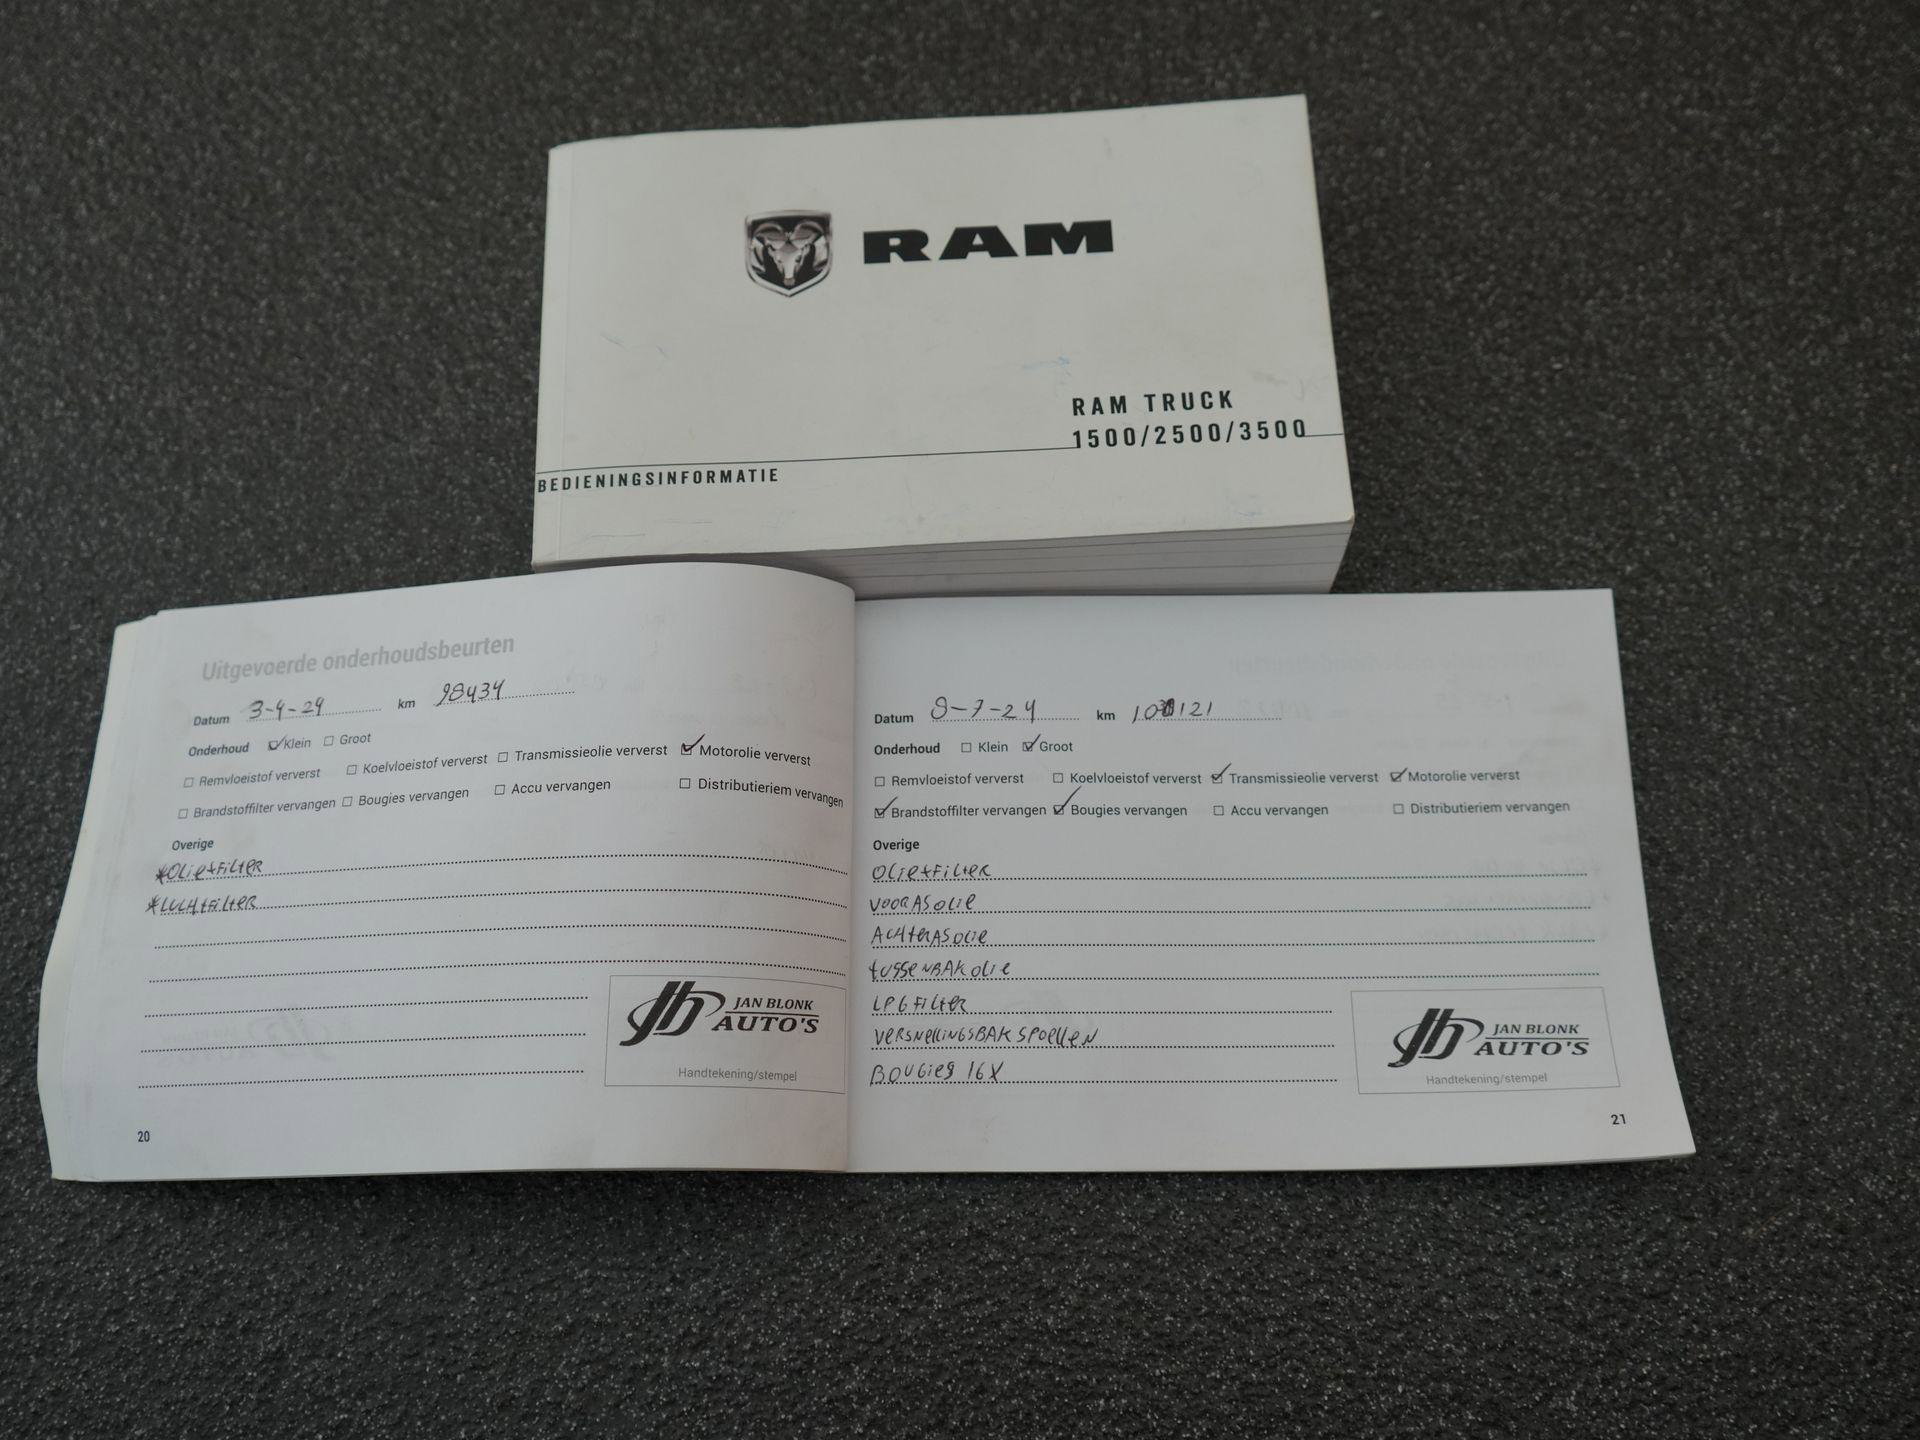 RAM
RAM TRUCK
1500/2500/3500
BEDIENINGSINFORMATIE
Uitgevoerde onderhoudsbeurten
Datum 3-4-24 km 98434
Onderhoud Klein Groot
Remvloeistof ververst Koelvloeistof ververst Transmissieolie ververst Motorolie ververst
Brandstoffilter vervangen Bougies vervangen Accu vervangen Distributieriem vervangen
Overige
*OLie+FiLteR
*LUCHtFiLteR
JAN BLONK
AUTO'S
Handtekening/stempel
20
Datum 8-7-24 km
Onderhoud Klein Groot
Remvloeistof ververst Koelvloeistof ververst Transmissieolie ververst Motorolie ververst
Brandstoffilter vervangen Bougies vervangen Accu vervangen Distributieriem vervangen
Overige
OLie+FiLteR
VOORASOLie
ACHteRASOLie
tUSSeNBAKOLie
LPGFiLteR
VeRSNeLLiNGSBAK SPOeLLeN
BOUGieS 16X
JAN BLONK
AUTO'S
Handtekening/stempel
21